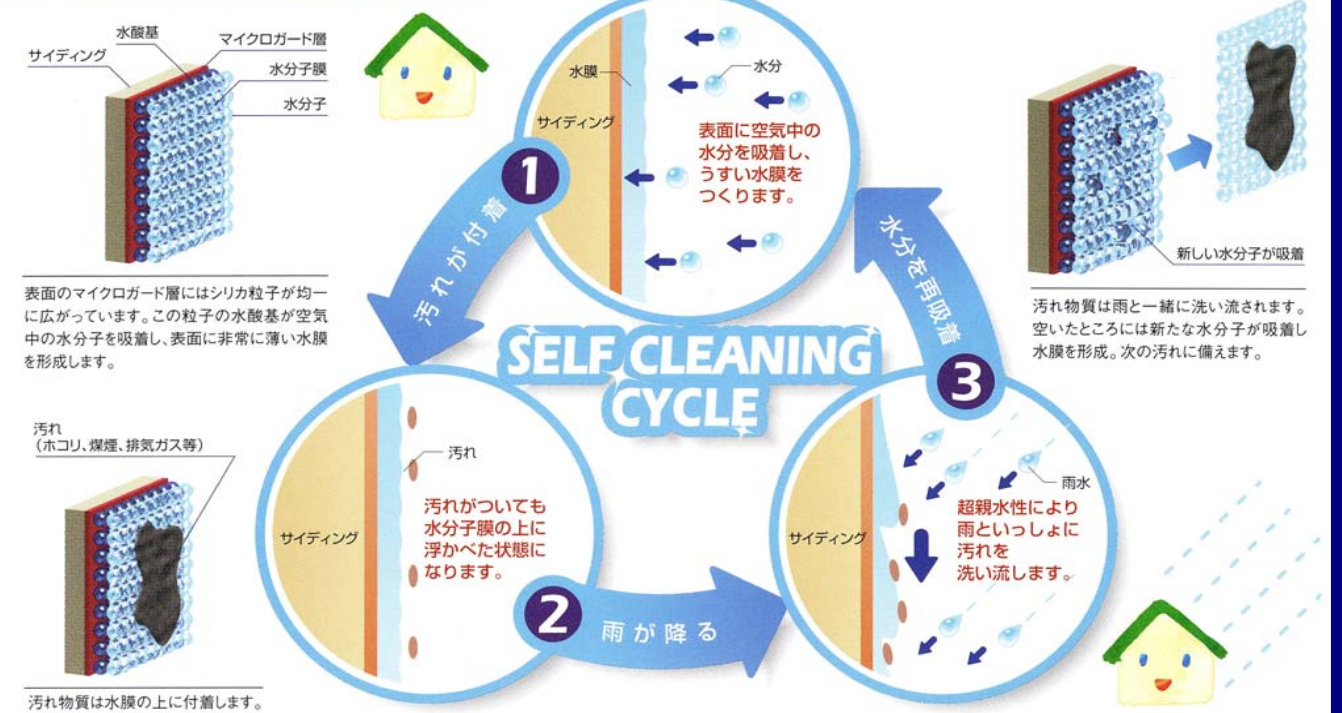 水酸基
マイクロガード層
サイディング
水分子膜
水分子
表面のマイクロガード層にはシリカ粒子が均一
に広がっています。この粒子の水酸基が空気
中の水分子を吸着し、表面に非常に薄い水膜
を形成します。
水膜
水分
サイディング
表面に空気中の
水分を吸着し、
うすい水膜を
つくります。
1
汚れが付着
新しい水分子が吸着
汚れ物質は雨と一緒に洗い流されます。
空いたところには新たな水分子が吸着し
水膜を形成。次の汚れに備えます。
SELF CLEANING
CYCLE
汚れ
(ホコリ、煤煙、排気ガス等)
汚れ物質は水膜の上に付着します。
汚れ
サイディング
汚れがついても
水分子膜の上に
浮かべた状態に
なります。
2
雨が降る
雨水
サイディング
超親水性により
雨といっしょに
汚れを
洗い流します。
3
水分を再吸着